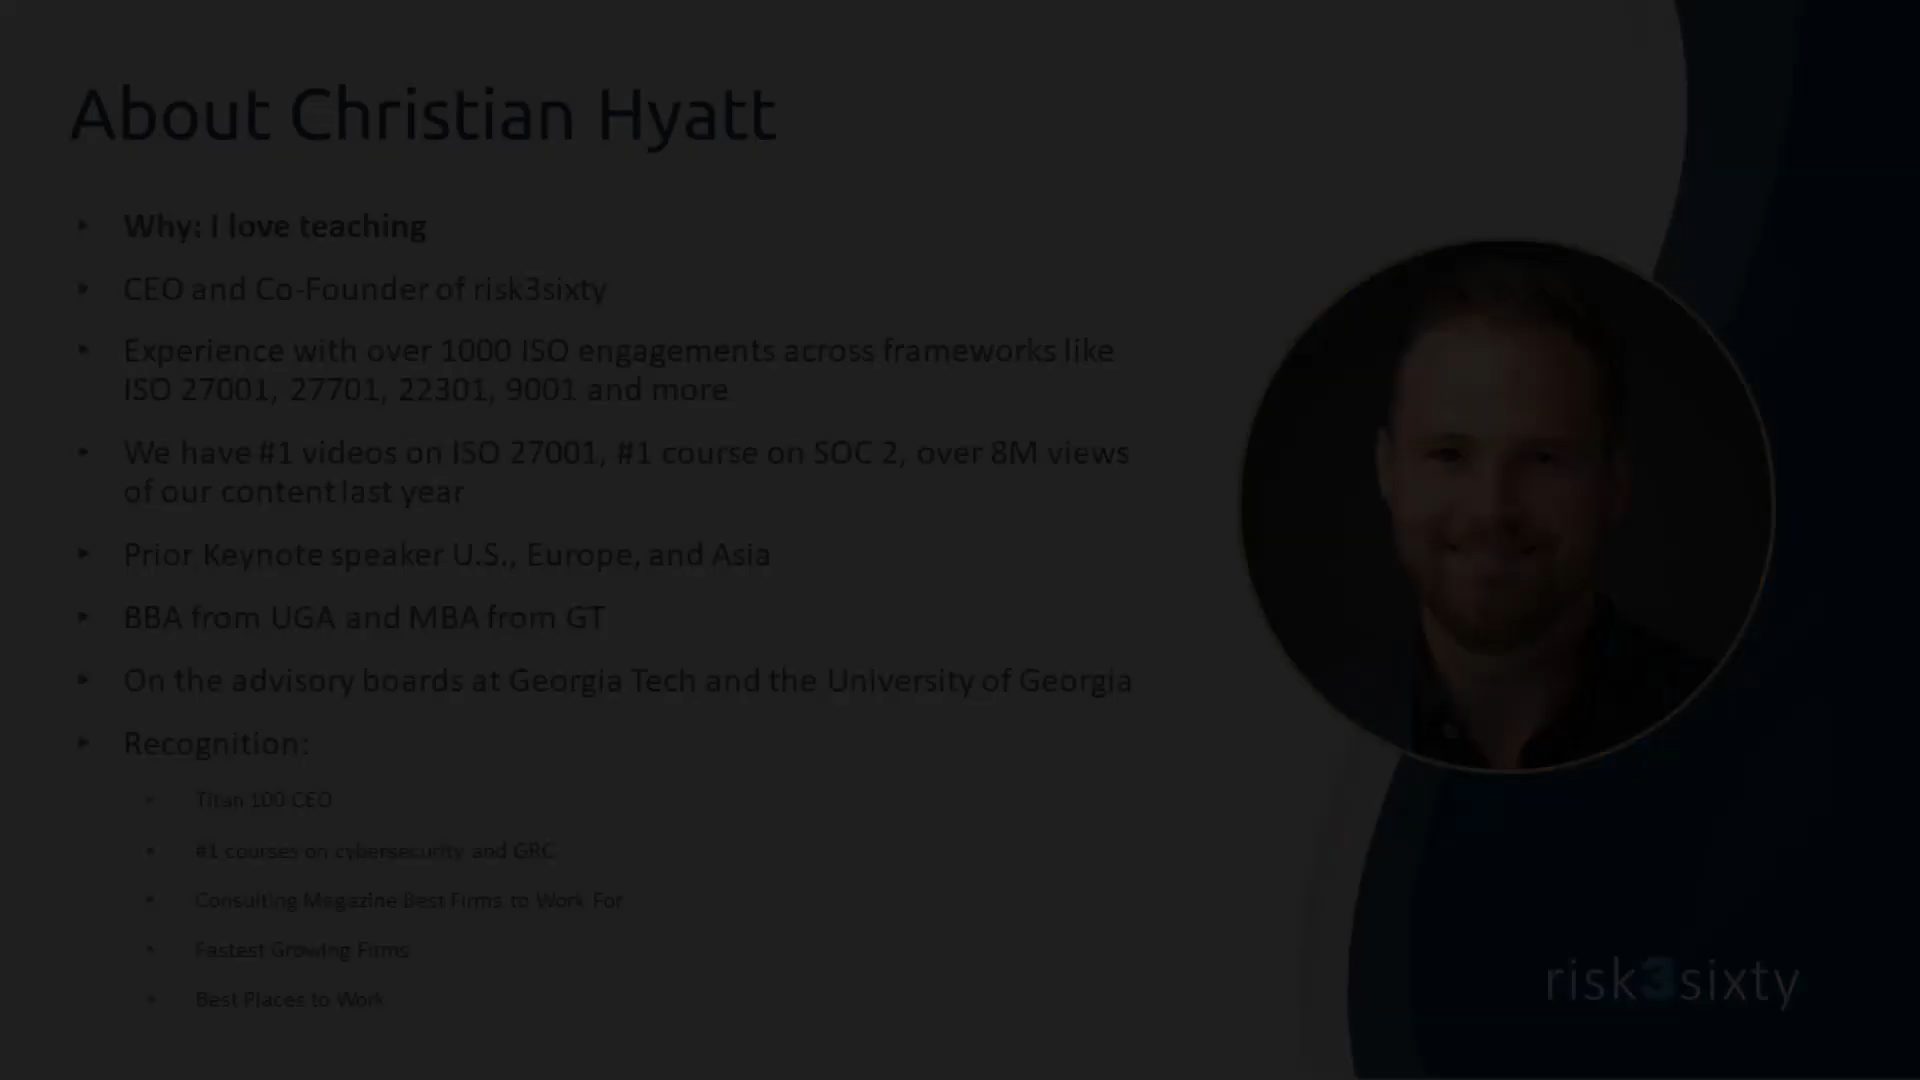 About Christian Hyatt
Why: I love teaching
CEO and Co-Founder of risk3sixty
Experience with over 1000 ISO engagements across frameworks like
ISO 27001, 27701, 22301, 9001 and more
We have #1 videos on ISO 27001, #1 course on SOC 2, over 8M views
of our content last year
Prior Keynote speaker U.S., Europe, and Asia
BBA from UGA and MBA from GT
On the advisory boards at Georgia Tech and the University of Georgia
Recognition:
Titan 100 CEO
#1 courses on cybersecurity and GRC
Consulting Magazine Best Firms to Work For
Fastest Growing Firms
Best Places to Work
risk3sixty